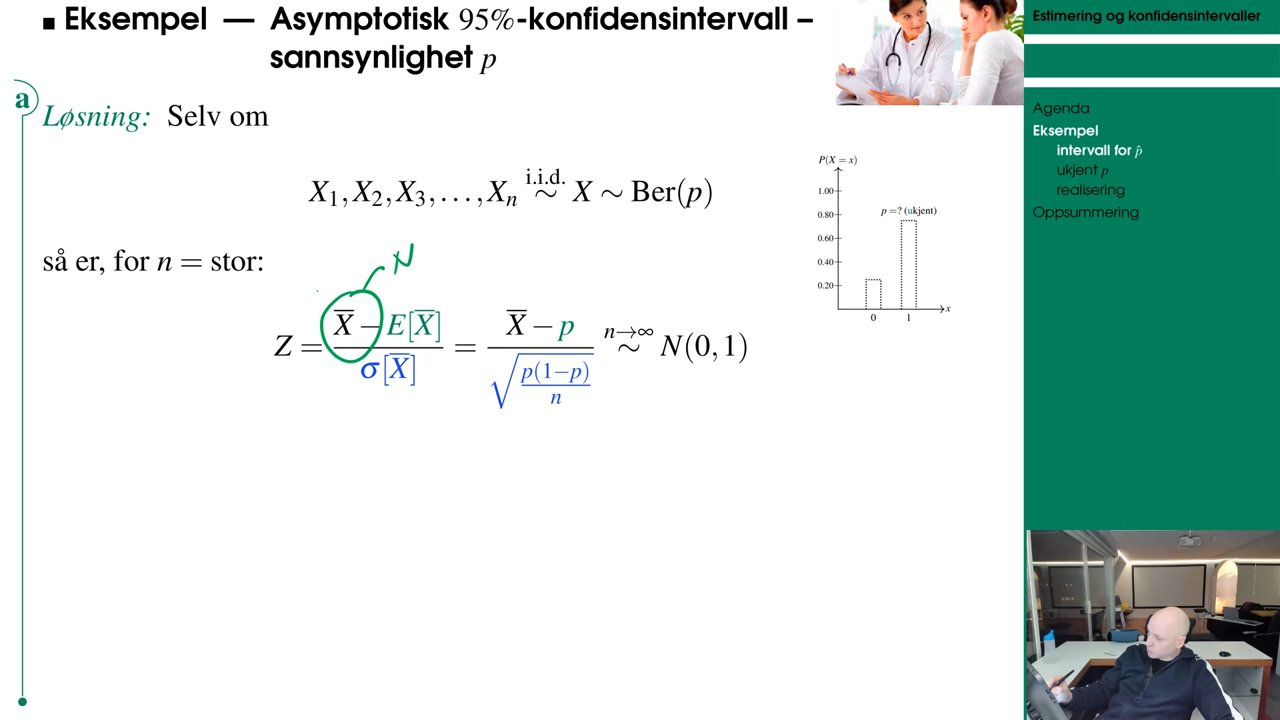 ▪ Eksempel — Asymptotisk 95%-konfidensintervall –
sannsynlighet p
a
Løsning: Selv om
X₁, X₂, X₃, …, Xₙ i.i.d. ∼ X ∼ Ber(p)
så er, for n = stor:
N
Z = (X̅ − E[X̅]) / σ[X̅] = (X̅ − p) / √(p(1−p)/n) n→∞ ∼ N(0,1)
P(X = x)
1.00
0.80
p =? (ukjent)
0.60
0.40
0.20
0 1 x
Estimering og konfidensintervaller
Agenda
Eksempel
intervall for p̂
ukjent p
realisering
Oppsummering